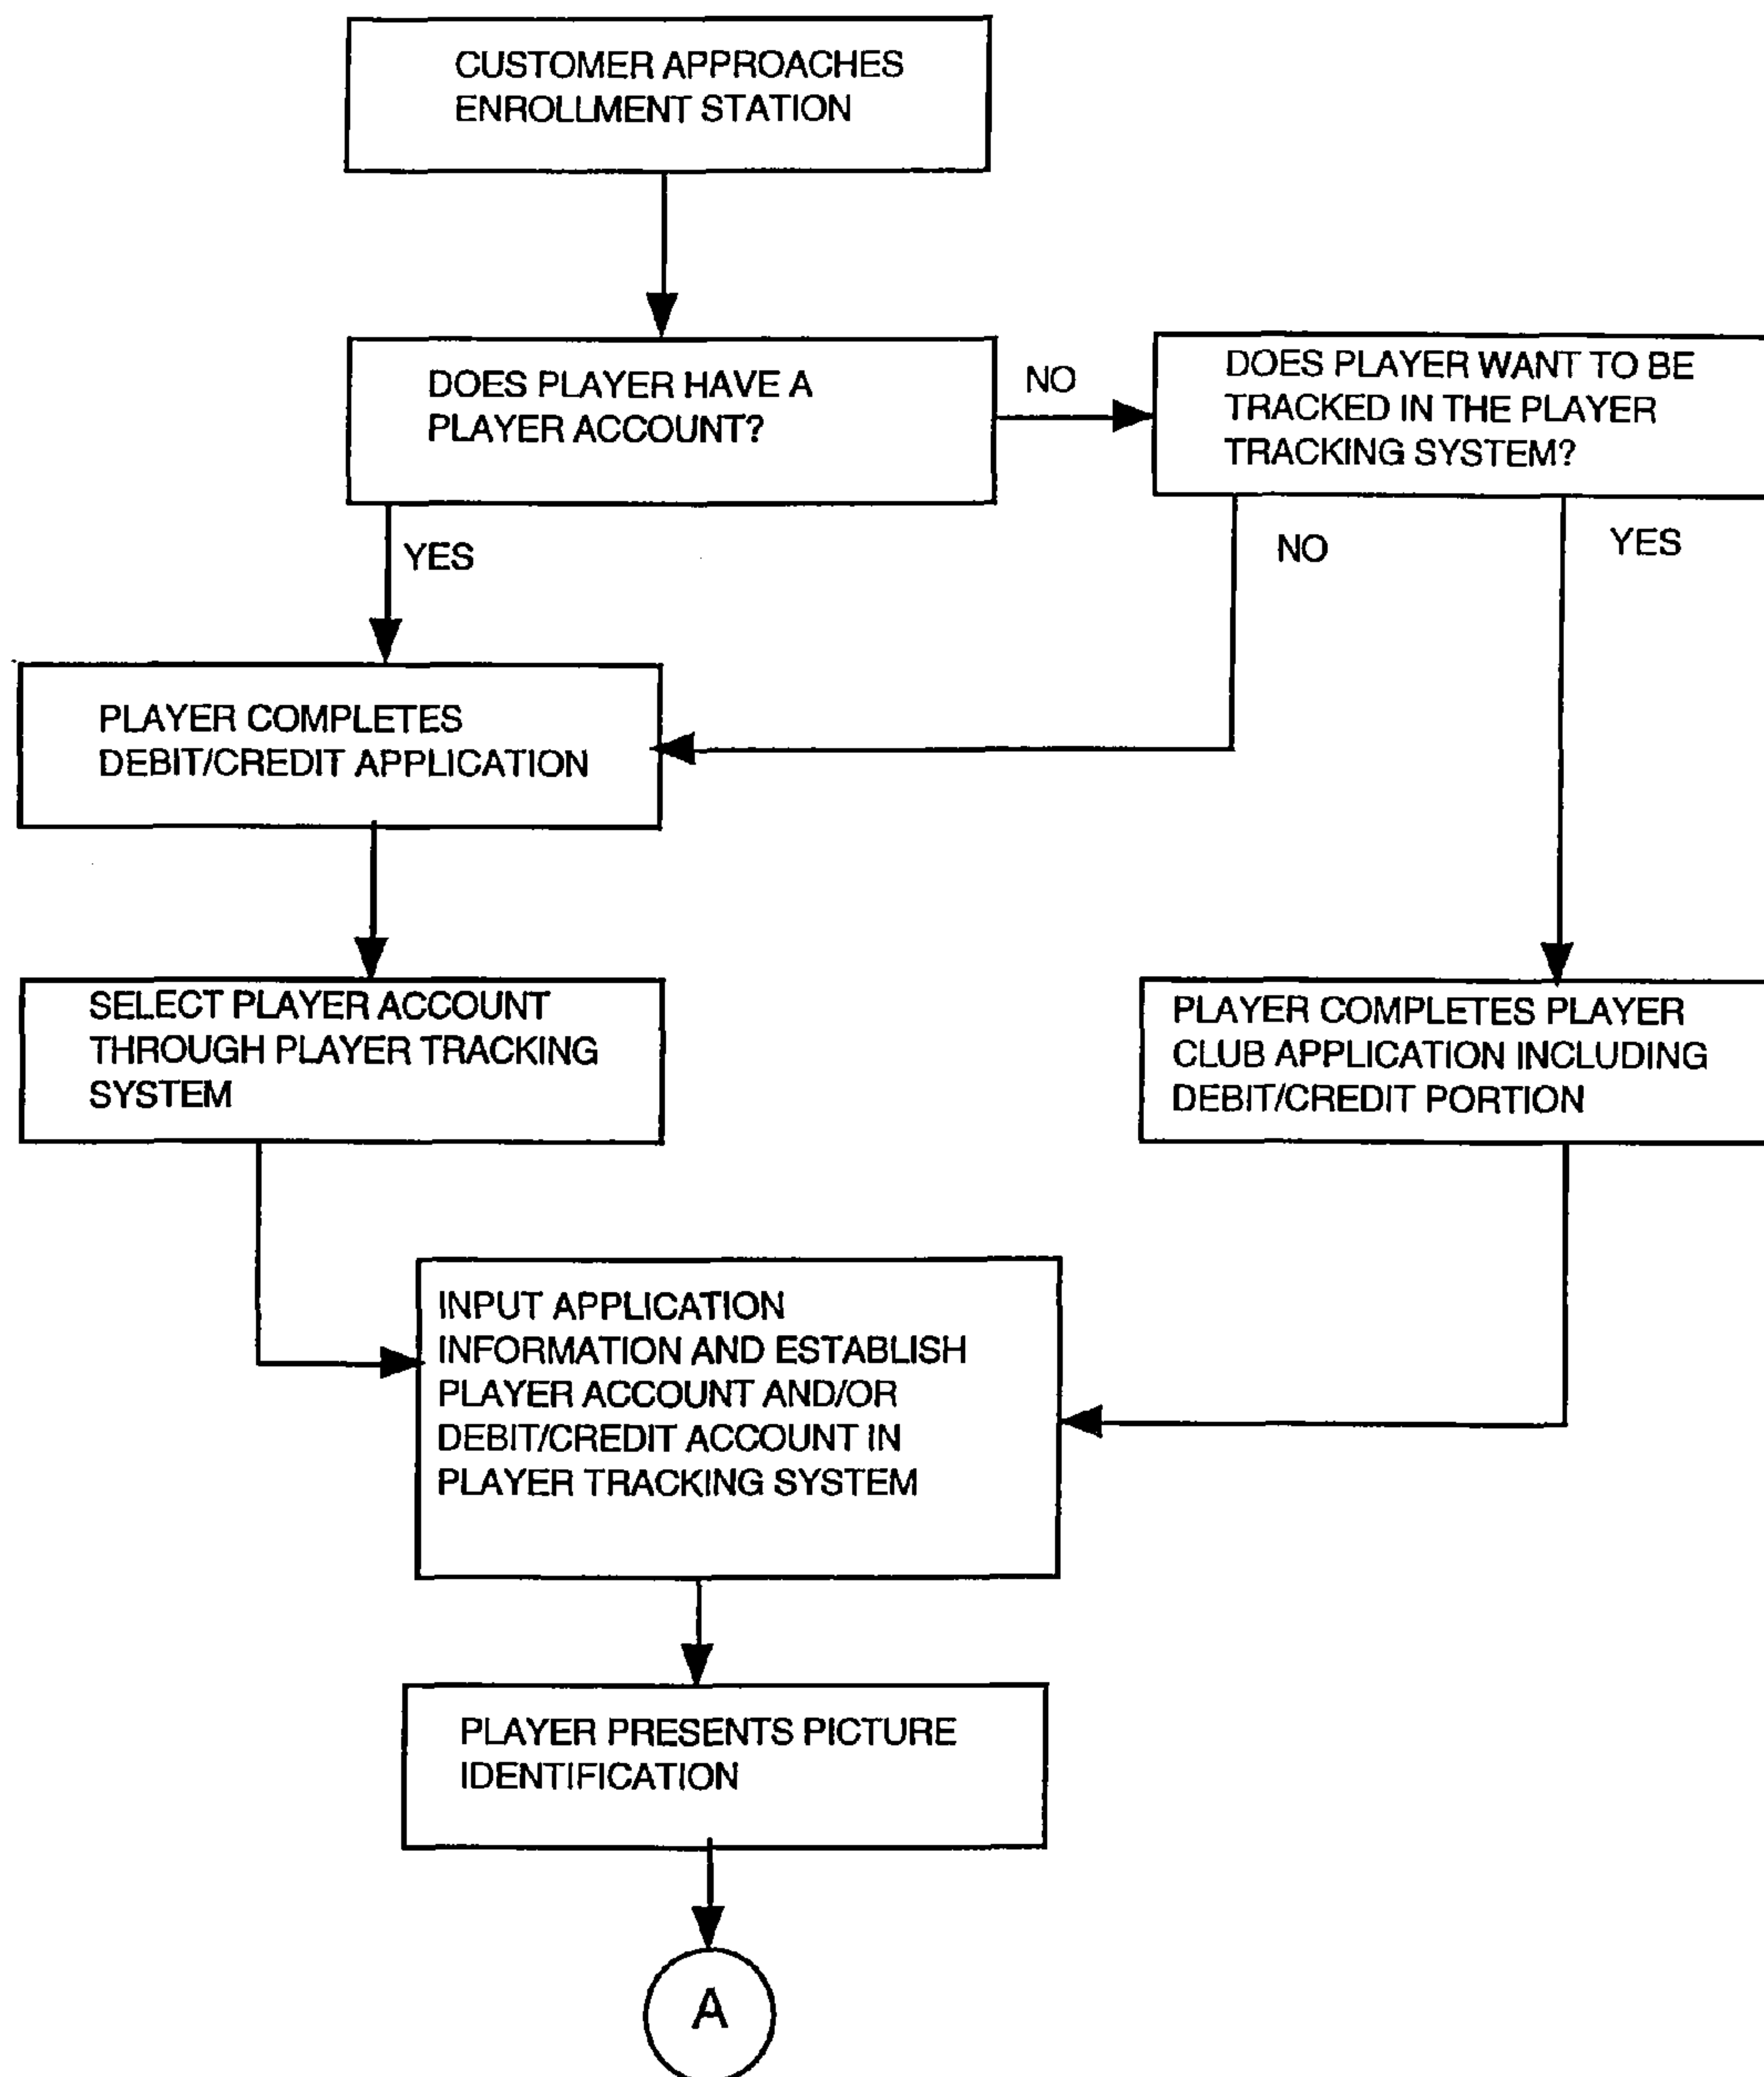 CUSTOMER APPROACHES
ENROLLMENT STATION
DOES PLAYER HAVE A
PLAYER ACCOUNT?
NO
DOES PLAYER WANT TO BE
TRACKED IN THE PLAYER
TRACKING SYSTEM?
YES
NO
YES
PLAYER COMPLETES
DEBIT/CREDIT APPLICATION
SELECT PLAYER ACCOUNT
THROUGH PLAYER TRACKING
SYSTEM
PLAYER COMPLETES PLAYER
CLUB APPLICATION INCLUDING
DEBIT/CREDIT PORTION
INPUT APPLICATION
INFORMATION AND ESTABLISH
PLAYER ACCOUNT AND/OR
DEBIT/CREDIT ACCOUNT IN
PLAYER TRACKING SYSTEM
PLAYER PRESENTS PICTURE
IDENTIFICATION
A